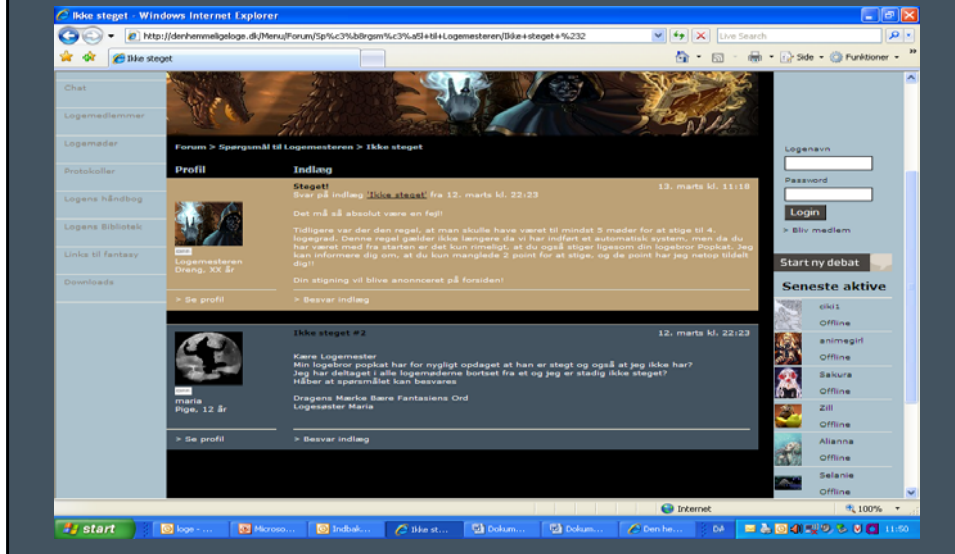 Ikke steget - Windows Internet Explorer
http://denhemmeligeloge.dk/Menu/Forum/Sp%c3%b8rgsm%c3%a5l+til+Logemesteren/Ikke+steget+%232
Live Search
Ikke steget
Side
Funktioner
Chat
Logemedlemmer
Logemøder
Protokoller
Logens håndbog
Logens Bibliotek
Links til fantasy
Downloads
Forum > Spørgsmål til Logemesteren > Ikke steget
Profil
Indlæg
Steget!
13. marts kl. 11:18
Svar på indlæg 'Ikke steget' fra 12. marts kl. 22:23
Det må så absolut være en fejl!
Tidligere var der den regel, at man skulle have været til mindst 5 møder for at stige til 4.
logegrad. Denne regel gælder ikke længere da vi har indført et automatisk system, men da du
har været med fra starten er det kun rimeligt, at du også stiger ligesom din logebror Popkat. Jeg
kan informere dig om, at du kun manglede 2 point for at stige, og de point har jeg netop tildelt
dig!!
Din stigning vil blive anonnceret på forsiden!
Logemesteren
Dreng, XX år
> Se profil
> Besvar indlæg
Ikke steget #2
12. marts kl. 22:23
Kære Logemester
Min logebror popkat har for nygligt opdaget at han er stegt og også at jeg ikke har?
Jeg har deltaget i alle logemøderne bortset fra et og jeg er stadig ikke steget?
Håber at spørsmålet kan besvares
Dragens Mærke Bære Fantasiens Ord
Logesøster Maria
maria
Pige, 12 år
> Se profil
> Besvar indlæg
Logenavn
Password
Login
> Bliv medlem
Start ny debat
Seneste aktive
ciki1
Offline
animegirl
Offline
Sakura
Offline
Zill
Offline
Alianna
Offline
Selanie
Offline
Internet
100%
start
loge - ...
Microso...
Indbak...
Ikke st...
Dokum...
Dokum...
Den he...
DA
11:50